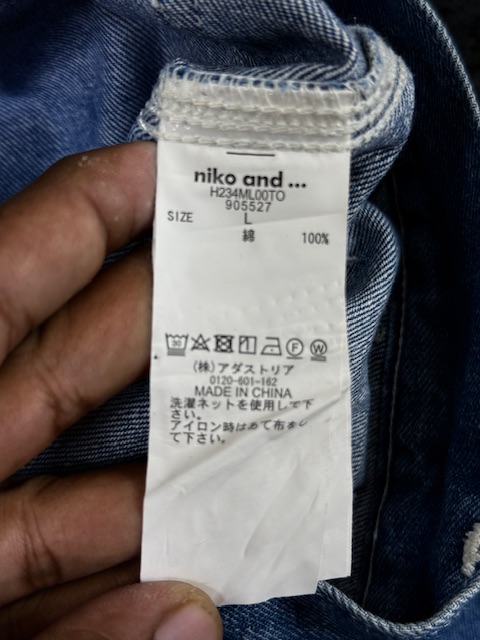 niko and ...
H234ML00TO
905527
SIZE L
綿 100%
30
F W
(株)アダストリア
0120-601-162
MADE IN CHINA
洗濯ネットを使用して下
さい。
アイロン時はあて布をし
て下さい。